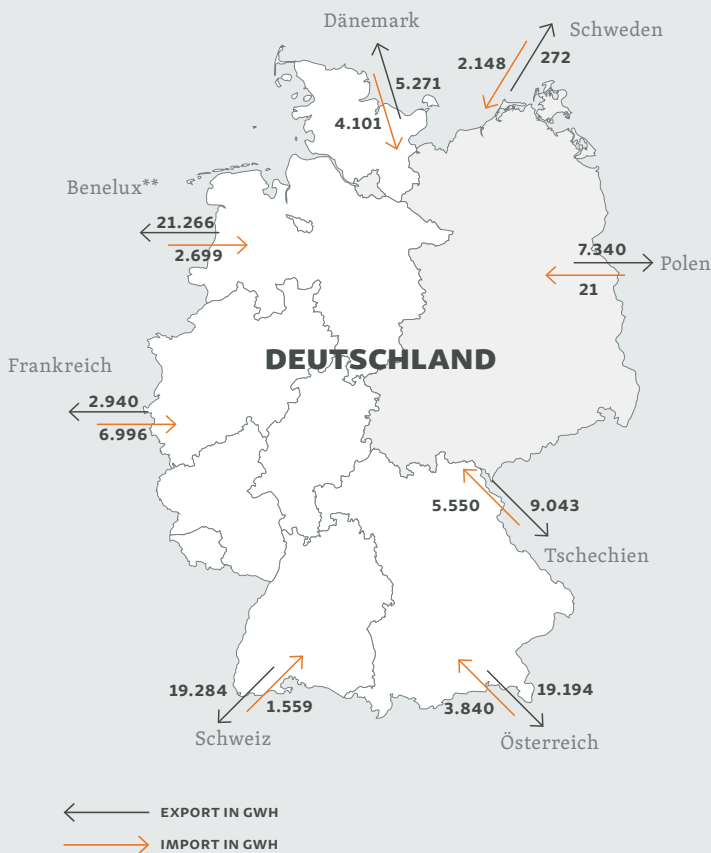 Dänemark
Schweden
2.148
272
5.271
4.101
Benelux**
21.266
2.699
7.340
Polen
21
DEUTSCHLAND
Frankreich
2.940
6.996
5.550
9.043
Tschechien
19.284
1.559
Schweiz
19.194
3.840
Österreich
EXPORT IN GWH
IMPORT IN GWH